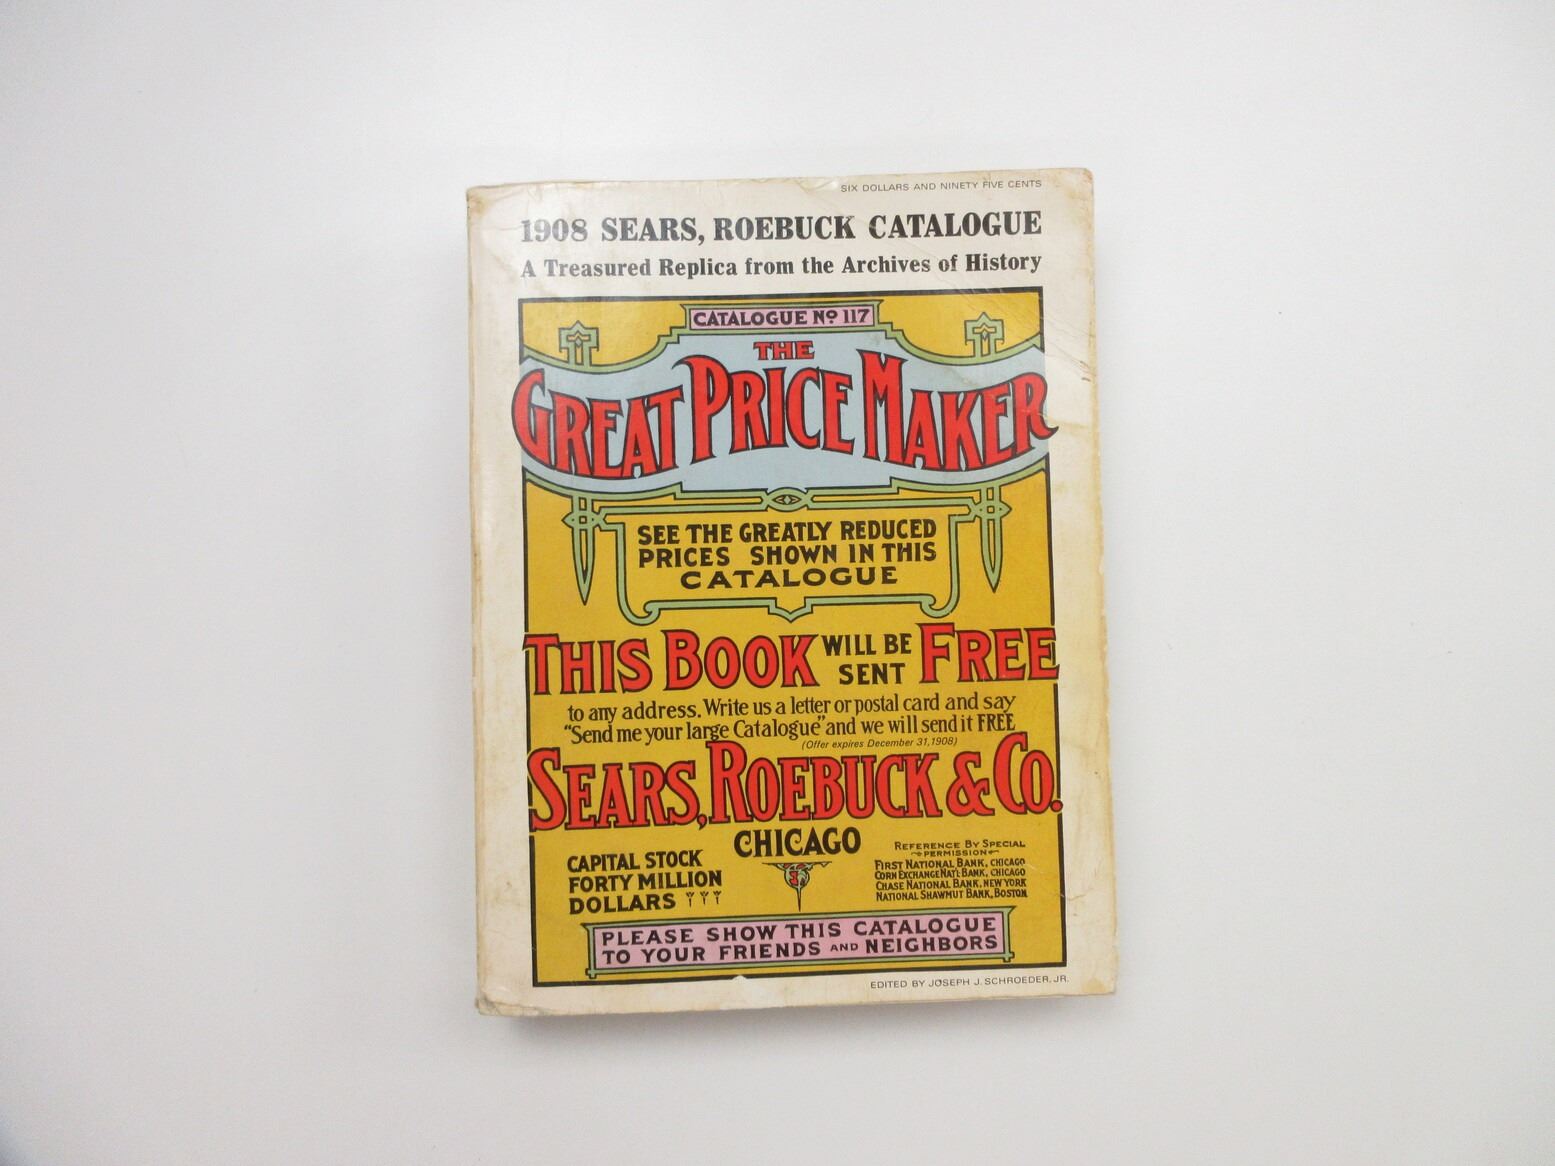 SIX DOLLARS AND NINETY FIVE CENTS
1908 SEARS, ROEBUCK CATALOGUE
A Treasured Replica from the Archives of History
CATALOGUE Nº 117
THE
GREAT PRICE MAKER
SEE THE GREATLY REDUCED
PRICES SHOWN IN THIS
CATALOGUE
THIS BOOK WILL BE SENT FREE
to any address. Write us a letter or postal card and say
"Send me your large Catalogue" and we will send it FREE
(Offer expires December 31, 1908)
SEARS, ROEBUCK & CO.
CHICAGO
CAPITAL STOCK
FORTY MILLION
DOLLARS
REFERENCE BY SPECIAL
PERMISSION
FIRST NATIONAL BANK, CHICAGO
CORN EXCHANGE NAT'L BANK, CHICAGO
CHASE NATIONAL BANK, NEW YORK
NATIONAL SHAWMUT BANK, BOSTON
PLEASE SHOW THIS CATALOGUE
TO YOUR FRIENDS AND NEIGHBORS
EDITED BY JOSEPH J. SCHROEDER, JR.